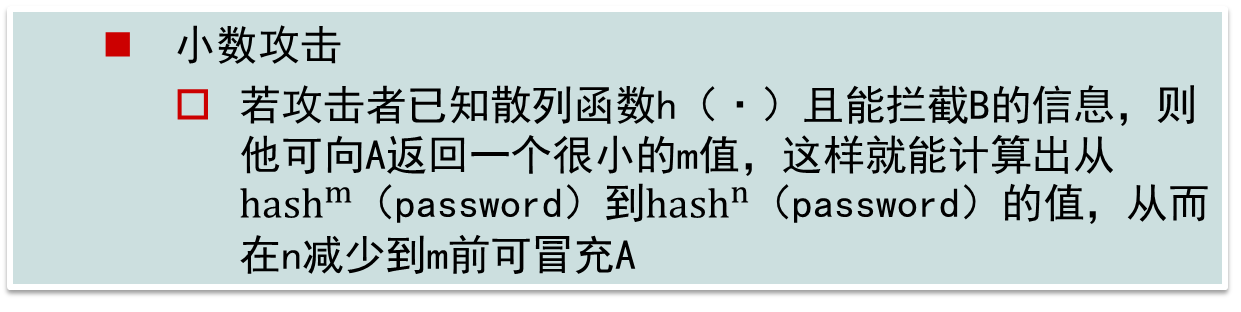 小数攻击
若攻击者已知散列函数h（·）且能拦截B的信息，则
他可向A返回一个很小的m值，这样就能计算出从
hashᵐ（password）到hashⁿ（password）的值，从而
在n减少到m前可冒充A